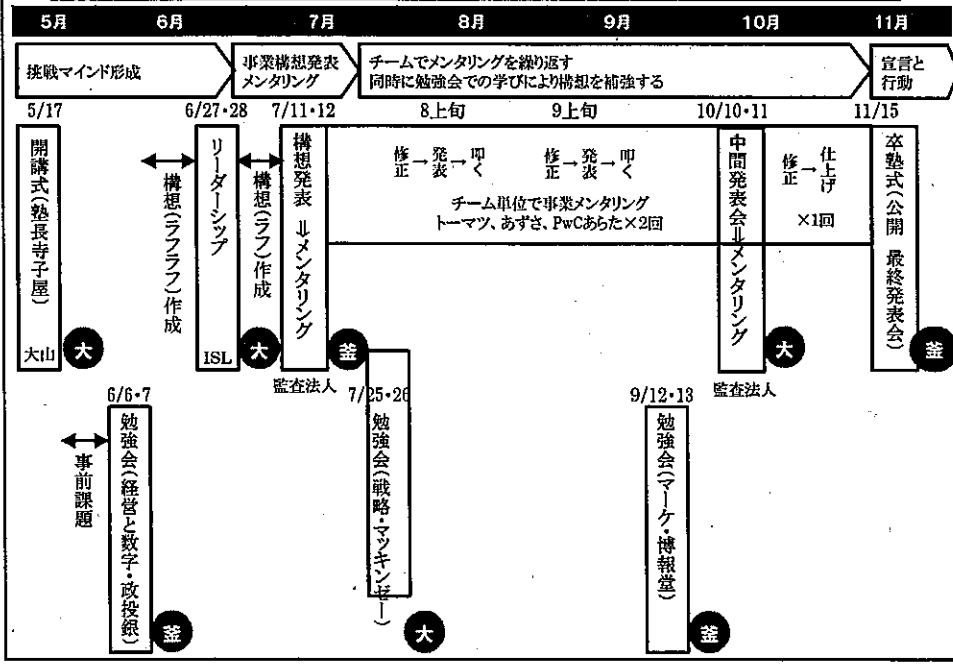 5月 6月 7月 8月 9月 10月 11月
挑戦マインド形成
事業構想発表
メンタリング
チームでメンタリングを繰り返す
同時に勉強会での学びにより構想を補強する
宣言と
行動
5/17 6/27・28 7/11・12 8上旬 9上旬 10/10・11 11/15
開講式(塾長寺子屋)
大山
大
構想(ラフラフ)作成
リーダーシップ
ISL
大
構想(ラフ)作成
構想発表⇒メンタリング
釜
監査法人
修正→発表→叩く
修正→発表→叩く
チーム単位で事業メンタリング
トーマツ、あずさ、PwCあらた×2回
中間発表会⇒メンタリング
大
監査法人
修正→仕上げ
×1回
卒塾式(公開 最終発表会)
釜
6/6・7
事前課題
勉強会(経営と数字・政投銀)
釜
7/25・26
勉強会(戦略・マッキンゼー)
大
9/12・13
勉強会(マーケ・博報堂)
釜